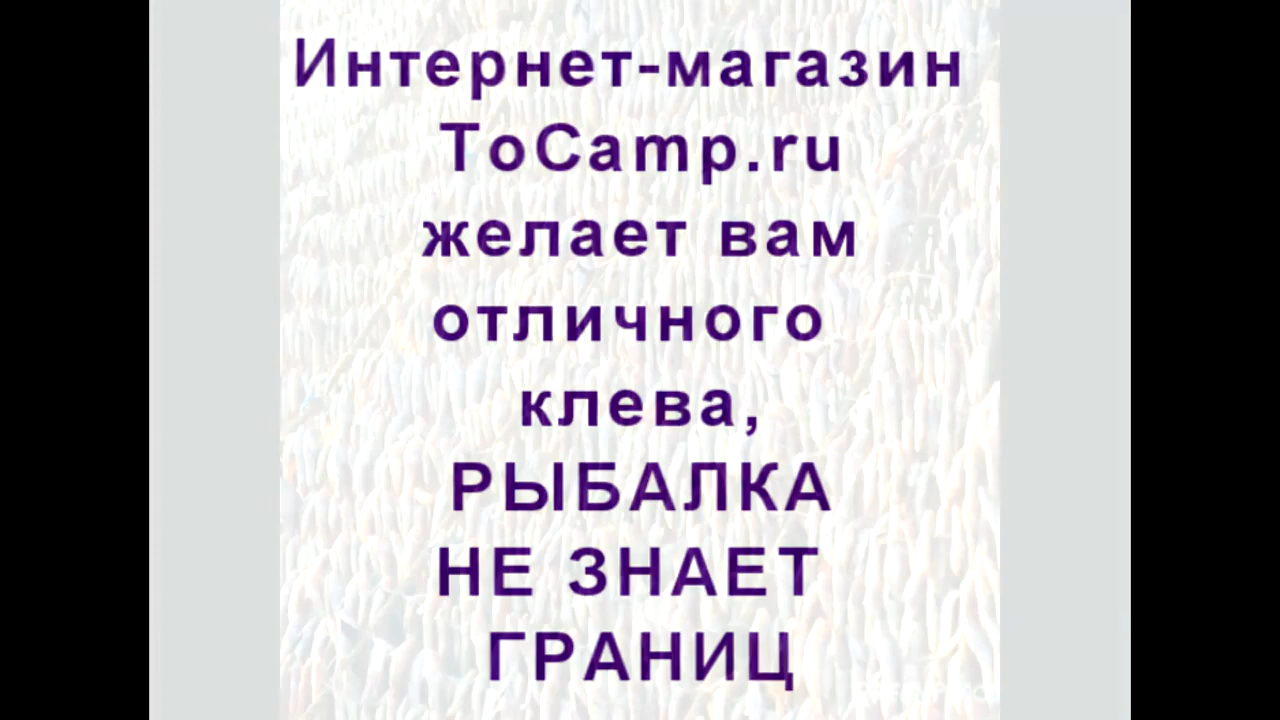 Интернет-магазин
ToCamp.ru
желает вам
отличного
клева,
РЫБАЛКА
НЕ ЗНАЕТ
ГРАНИЦ